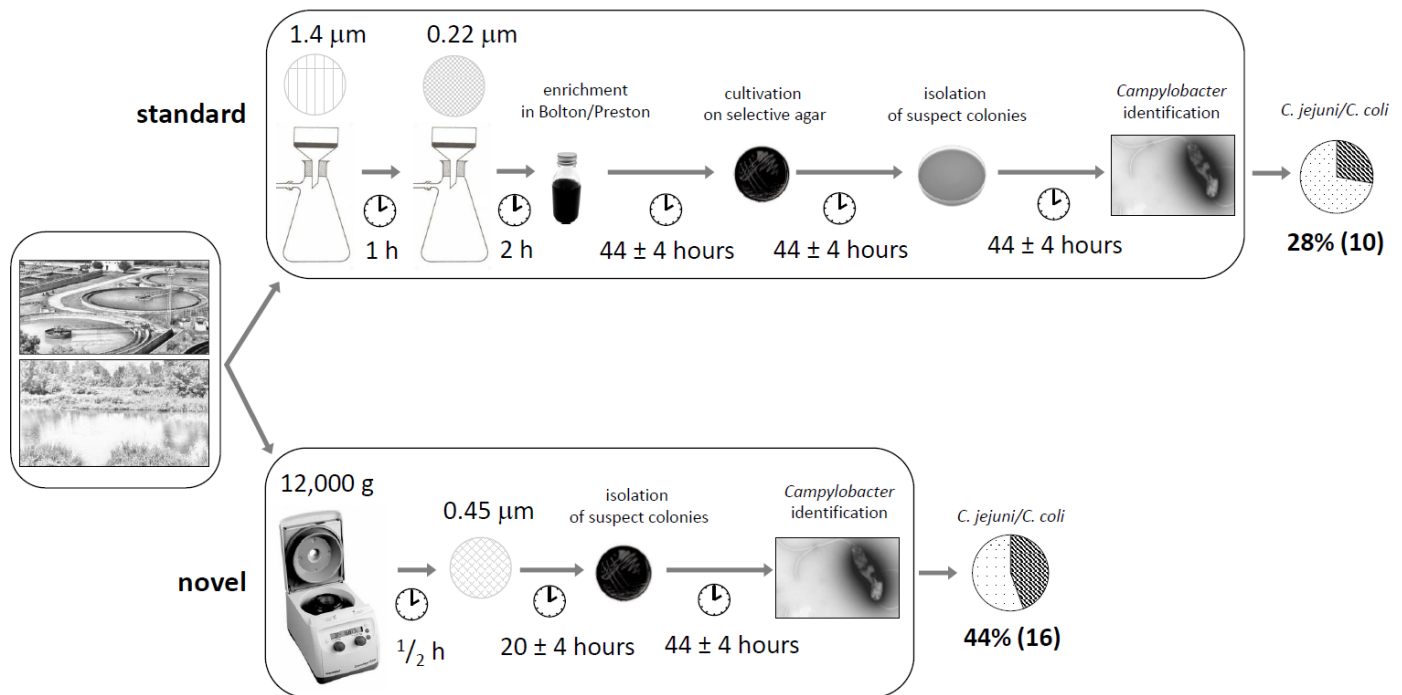 1.4 μm
0.22 μm
standard
enrichment
in Bolton/Preston
cultivation
on selective agar
isolation
of suspect colonies
Campylobacter
identification
C. jejuni/C. coli
1 h
2 h
44 ± 4 hours
44 ± 4 hours
44 ± 4 hours
28% (10)
12,000 g
0.45 μm
novel
isolation
of suspect colonies
Campylobacter
identification
C. jejuni/C. coli
1/2 h
20 ± 4 hours
44 ± 4 hours
44% (16)